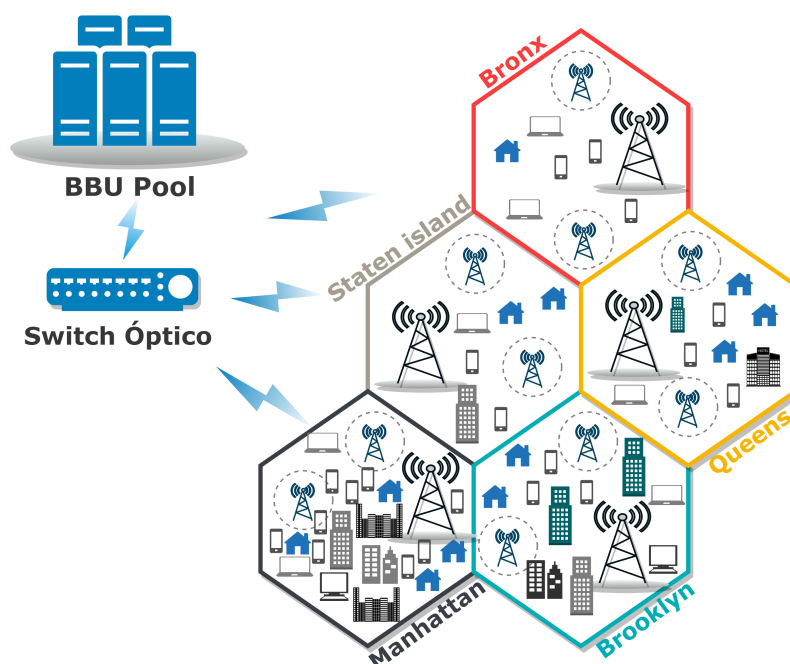 Bronx
BBU Pool
Staten island
Switch Óptico
Queens
Manhattan
Brooklyn